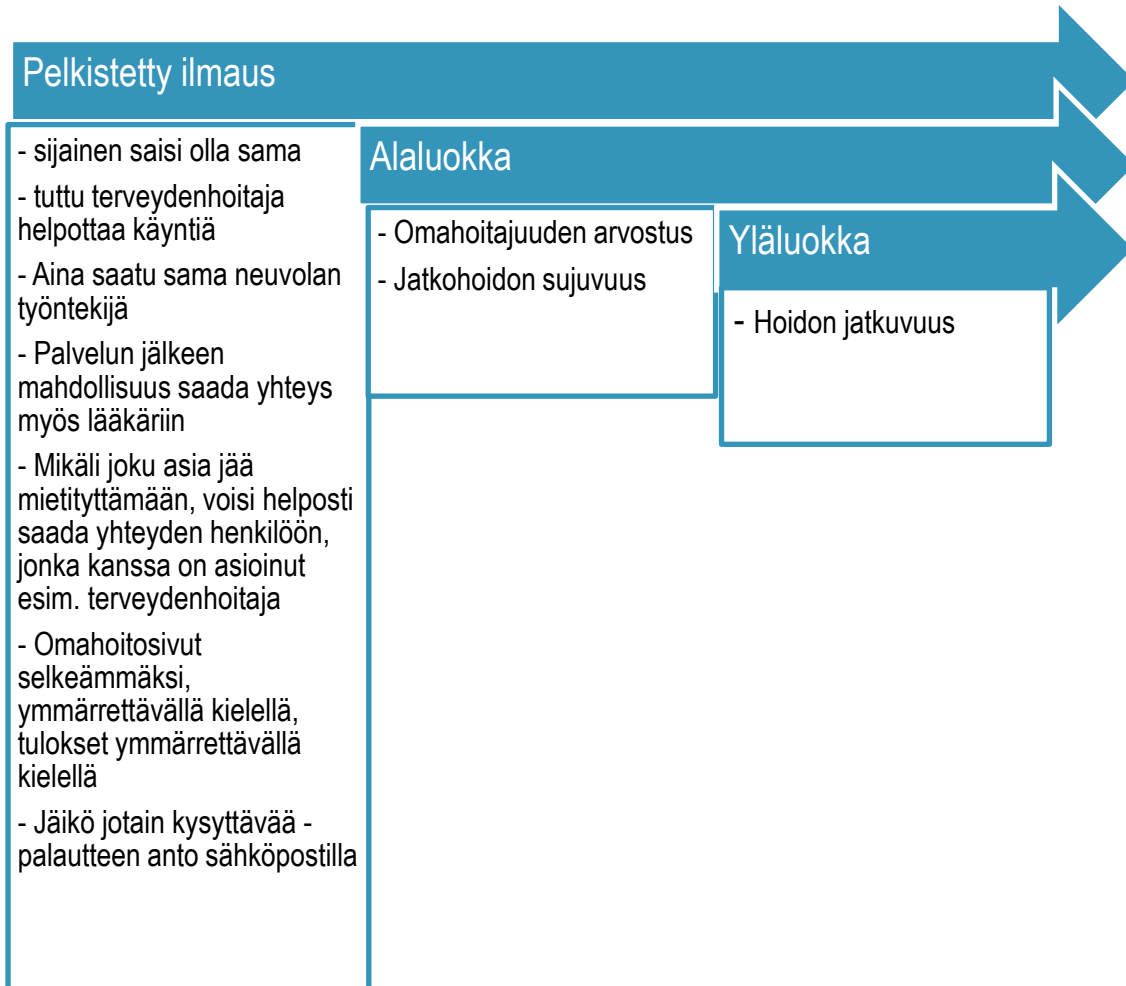 Pelkistetty ilmaus
- sijainen saisi olla sama
- tuttu terveydenhoitaja
helpottaa käyntiä
- Aina saatu sama neuvolan
työntekijä
- Palvelun jälkeen
mahdollisuus saada yhteys
myös lääkäriin
- Mikäli joku asia jää
mietityttämään, voisi helposti
saada yhteyden henkilöön,
jonka kanssa on asioinut
esim. terveydenhoitaja
- Omahoitosivut
selkeämmäksi,
ymmärrettävällä kielellä,
tulokset ymmärrettävällä
kielellä
- Jäikö jotain kysyttävää -
palautteen anto sähköpostilla
Alaluokka
- Omahoitajuuden arvostus
- Jatkohoidon sujuvuus
Yläluokka
- Hoidon jatkuvuus